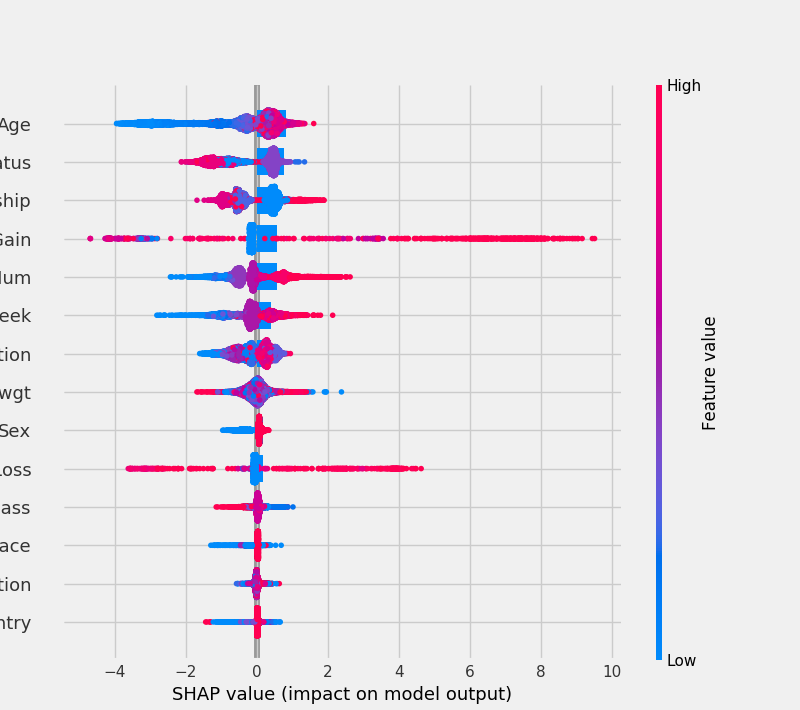 High
Age
atus
ship
Gain
Num
eek
tion
wgt
Sex
Loss
ass
ace
tion
ntry
Low
−4 −2 0 2 4 6 8 10
SHAP value (impact on model output)
Feature value